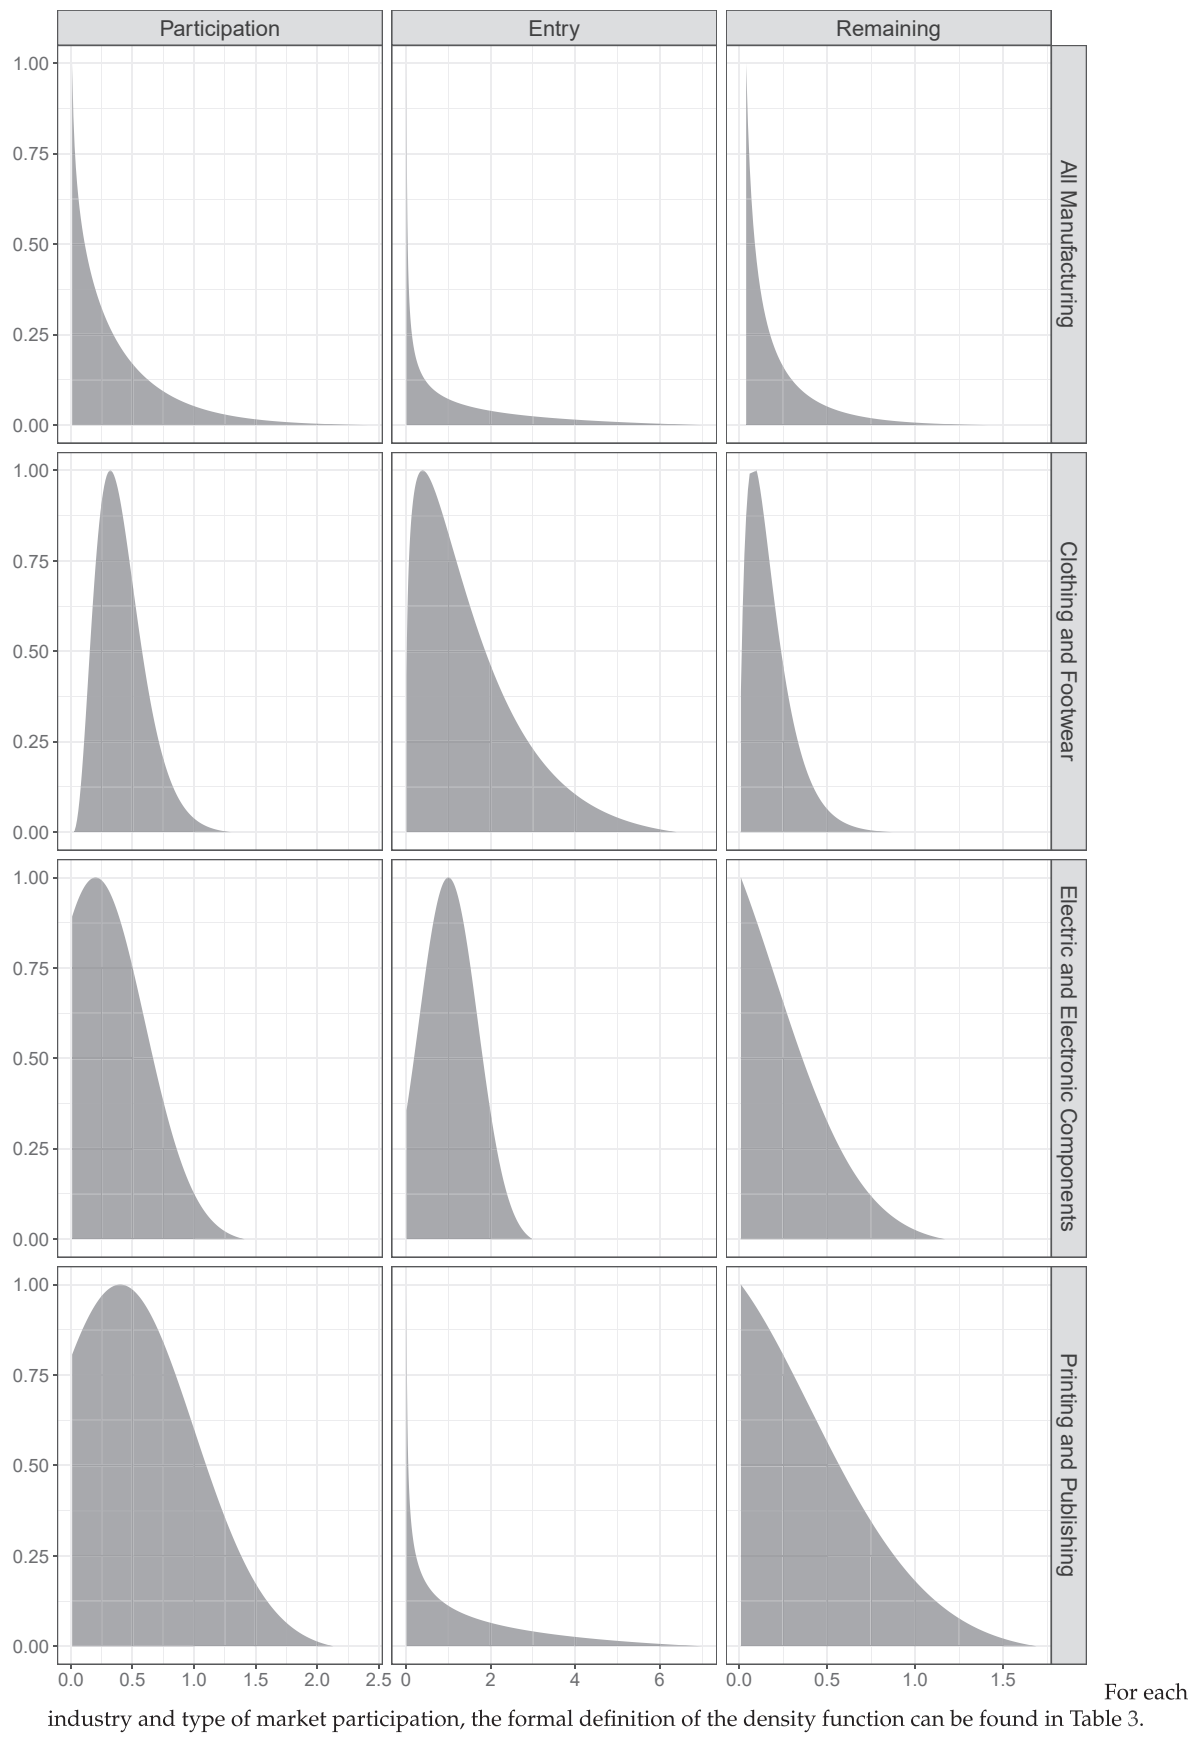 Participation Entry Remaining
1.00
0.75
0.50
0.25
0.00
All Manufacturing
1.00
0.75
0.50
0.25
0.00
Clothing and Footwear
1.00
0.75
0.50
0.25
0.00
Electric and Electronic Components
1.00
0.75
0.50
0.25
0.00
Printing and Publishing
0.0 0.5 1.0 1.5 2.0 2.5 0 2 4 6 0.0 0.5 1.0 1.5
For each
industry and type of market participation, the formal definition of the density function can be found in Table 3.